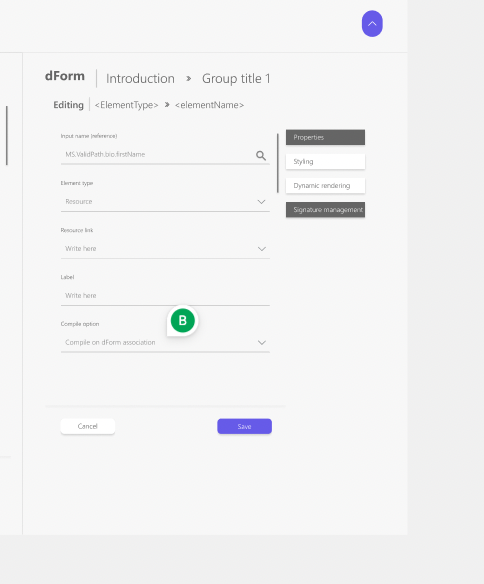 dForm | Introduction » Group title 1
Editing | <ElementType> » <elementName>
Input name (reference)
MS.ValidPath.bio.firstName
Properties
Styling
Element type
Dynamic rendering
Resource
Signature management
Resource link
Write here
Label
Write here
B
Compile option
Compile on dForm association
Cancel
Save